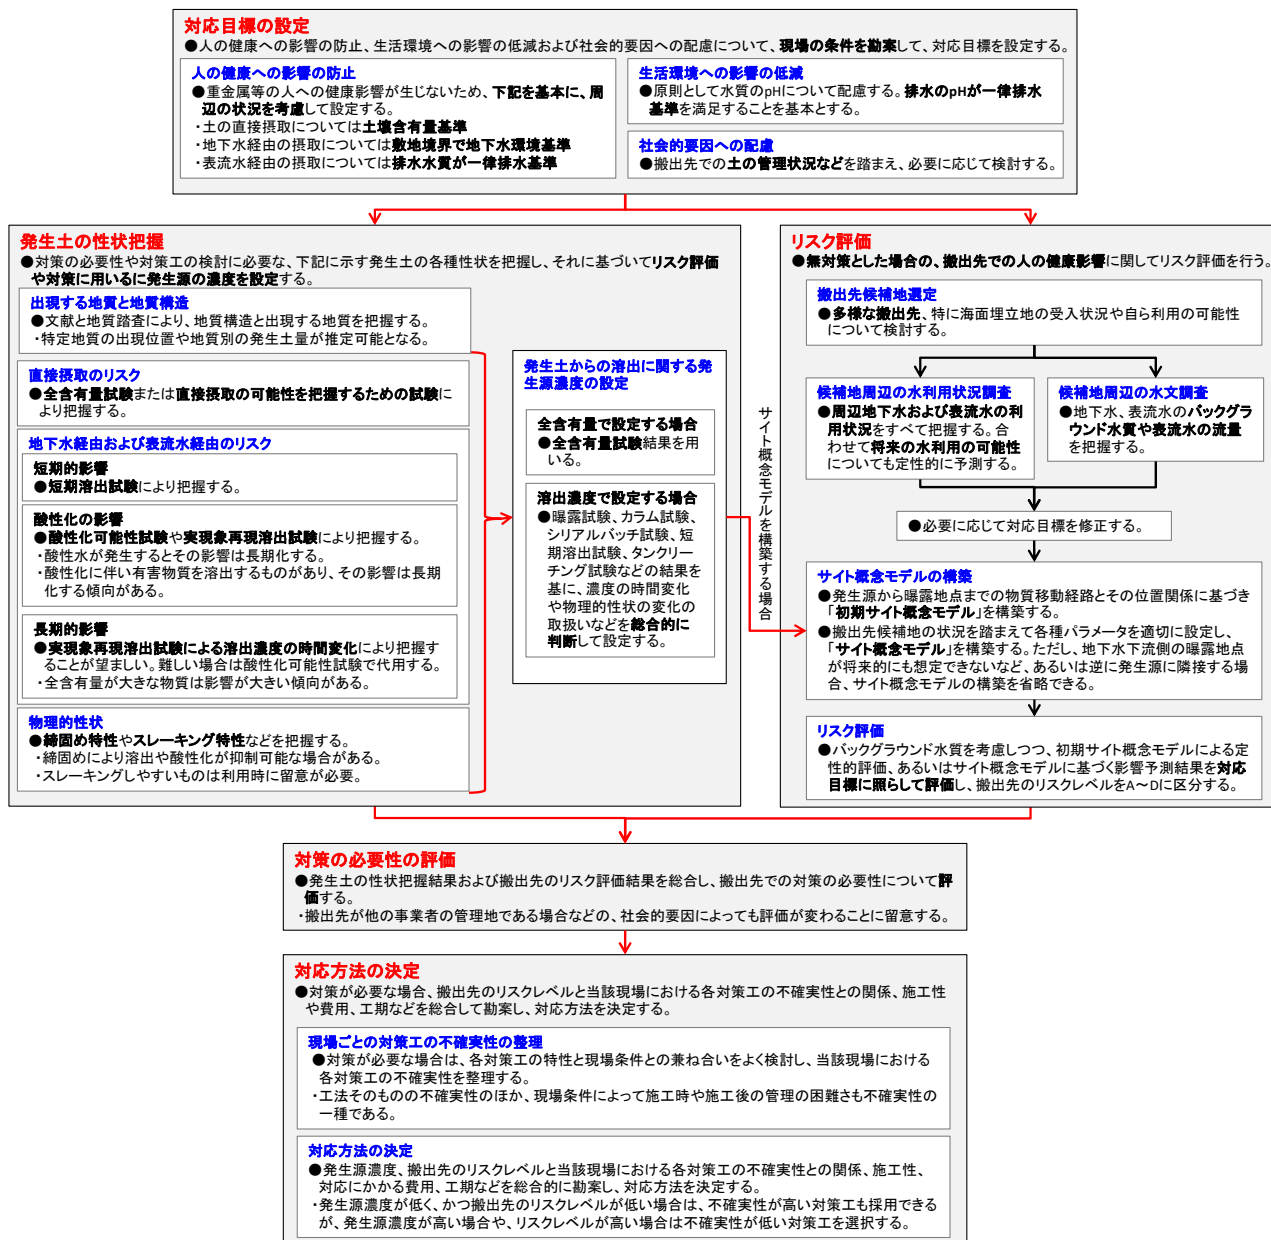 対応目標の設定
●人の健康への影響の防止、生活環境への影響の低減および社会的要因への配慮について、現場の条件を勘案して、対応目標を設定する。
人の健康への影響の防止
●重金属等の人への健康影響が生じないため、下記を基本に、周
辺の状況を考慮して設定する。
・土の直接摂取については土壌含有量基準
・地下水経由の摂取については敷地境界で地下水環境基準
・表流水経由の摂取については排水水質が一律排水基準
生活環境への影響の低減
●原則として水質のpHについて配慮する。排水のpHが一律排水
基準を満足することを基本とする。
社会的要因への配慮
●搬出先での土の管理状況などを踏まえ、必要に応じて検討する。
発生土の性状把握
●対策の必要性や対策工の検討に必要な、下記に示す発生土の各種性状を把握し、それに基づいてリスク評価
や対策に用いるに発生源の濃度を設定する。
出現する地質と地質構造
●文献と地質踏査により、地質構造と出現する地質を把握する。
・特定地質の出現位置や地質別の発生土量が推定可能となる。
直接摂取のリスク
●全含有量試験または直接摂取の可能性を把握するための試験に
より把握する。
地下水経由および表流水経由のリスク
短期的影響
●短期溶出試験により把握する。
酸性化の影響
●酸性化可能性試験や実現象再現溶出試験により把握する。
・酸性水が発生するとその影響は長期化する。
・酸性化に伴い有害物質を溶出するものがあり、その影響は長期
化する傾向がある。
長期的影響
●実現象再現溶出試験による溶出濃度の時間変化により把握す
ることが望ましい。難しい場合は酸性化可能性試験で代用する。
・全含有量が大きな物質は影響が大きい傾向がある。
物理的性状
●締固め特性やスレーキング特性などを把握する。
・締固めにより溶出や酸性化が抑制可能な場合がある。
・スレーキングしやすいものは利用時に留意が必要。
発生土からの溶出に関する発
生源濃度の設定
全含有量で設定する場合
●全含有量試験結果を用
いる。
溶出濃度で設定する場合
●曝露試験、カラム試験、
シリアルバッチ試験、短
期溶出試験、タンクリー
チング試験などの結果を
基に、濃度の時間変化
や物理的性状の変化の
取扱いなどを総合的に
判断して設定する。
サイト概念モデルを構築する場合
リスク評価
●無対策とした場合の、搬出先での人の健康影響に関してリスク評価を行う。
搬出先候補地選定
●多様な搬出先、特に海面埋立地の受入状況や自ら利用の可能性
について検討する。
候補地周辺の水利用状況調査
●周辺地下水および表流水の利
用状況をすべて把握する。合
わせて将来の水利用の可能性
についても定性的に予測する。
候補地周辺の水文調査
●地下水、表流水のバックグラ
ウンド水質や表流水の流量
を把握する。
●必要に応じて対応目標を修正する。
サイト概念モデルの構築
●発生源から曝露地点までの物質移動経路とその位置関係に基づき
「初期サイト概念モデル」を構築する。
●搬出先候補地の状況を踏まえて各種パラメータを適切に設定し、
「サイト概念モデル」を構築する。ただし、地下水下流側の曝露地点
が将来的にも想定できないなど、あるいは逆に発生源に隣接する場
合、サイト概念モデルの構築を省略できる。
リスク評価
●バックグラウンド水質を考慮しつつ、初期サイト概念モデルによる定
性的評価、あるいはサイト概念モデルに基づく影響予測結果を対応
目標に照らして評価し、搬出先のリスクレベルをA～Dに区分する。
対策の必要性の評価
●発生土の性状把握結果および搬出先のリスク評価結果を総合し、搬出先での対策の必要性について評
価する。
・搬出先が他の事業者の管理地である場合などの、社会的要因によっても評価が変わることに留意する。
対応方法の決定
●対策が必要な場合、搬出先のリスクレベルと当該現場における各対策工の不確実性との関係、施工性
や費用、工期などを総合して勘案し、対応方法を決定する。
現場ごとの対策工の不確実性の整理
●対策が必要な場合は、各対策工の特性と現場条件との兼ね合いをよく検討し、当該現場における
各対策工の不確実性を整理する。
・工法そのものの不確実性のほか、現場条件によって施工時や施工後の管理の困難さも不確実性の
一種である。
対応方法の決定
●発生源濃度、搬出先のリスクレベルと当該現場における各対策工の不確実性との関係、施工性、
対応にかかる費用、工期などを総合的に勘案し、対応方法を決定する。
・発生源濃度が低く、かつ搬出先のリスクレベルが低い場合は、不確実性が高い対策工も採用できる
が、発生源濃度が高い場合や、リスクレベルが高い場合は不確実性が低い対策工を選択する。